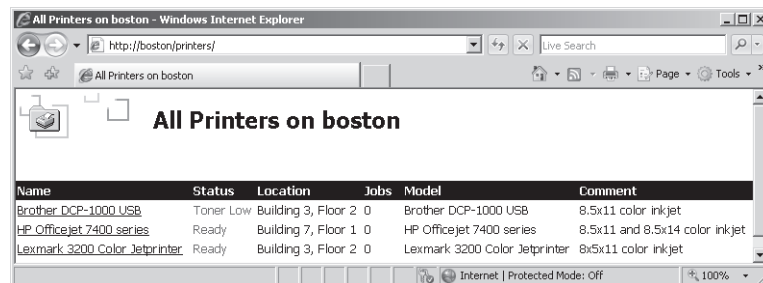 All Printers on boston - Windows Internet Explorer
http://boston/printers/
Live Search
All Printers on boston
Page
Tools
All Printers on boston
Name Status Location Jobs Model Comment
Brother DCP-1000 USB Toner Low Building 3, Floor 2 0 Brother DCP-1000 USB 8.5x11 color inkjet
HP Officejet 7400 series Ready Building 7, Floor 1 0 HP Officejet 7400 series 8.5x11 and 8.5x14 color inkjet
Lexmark 3200 Color Jetprinter Ready Building 3, Floor 2 0 Lexmark 3200 Color Jetprinter 8x5x11 color inkjet
Internet | Protected Mode: Off 100%